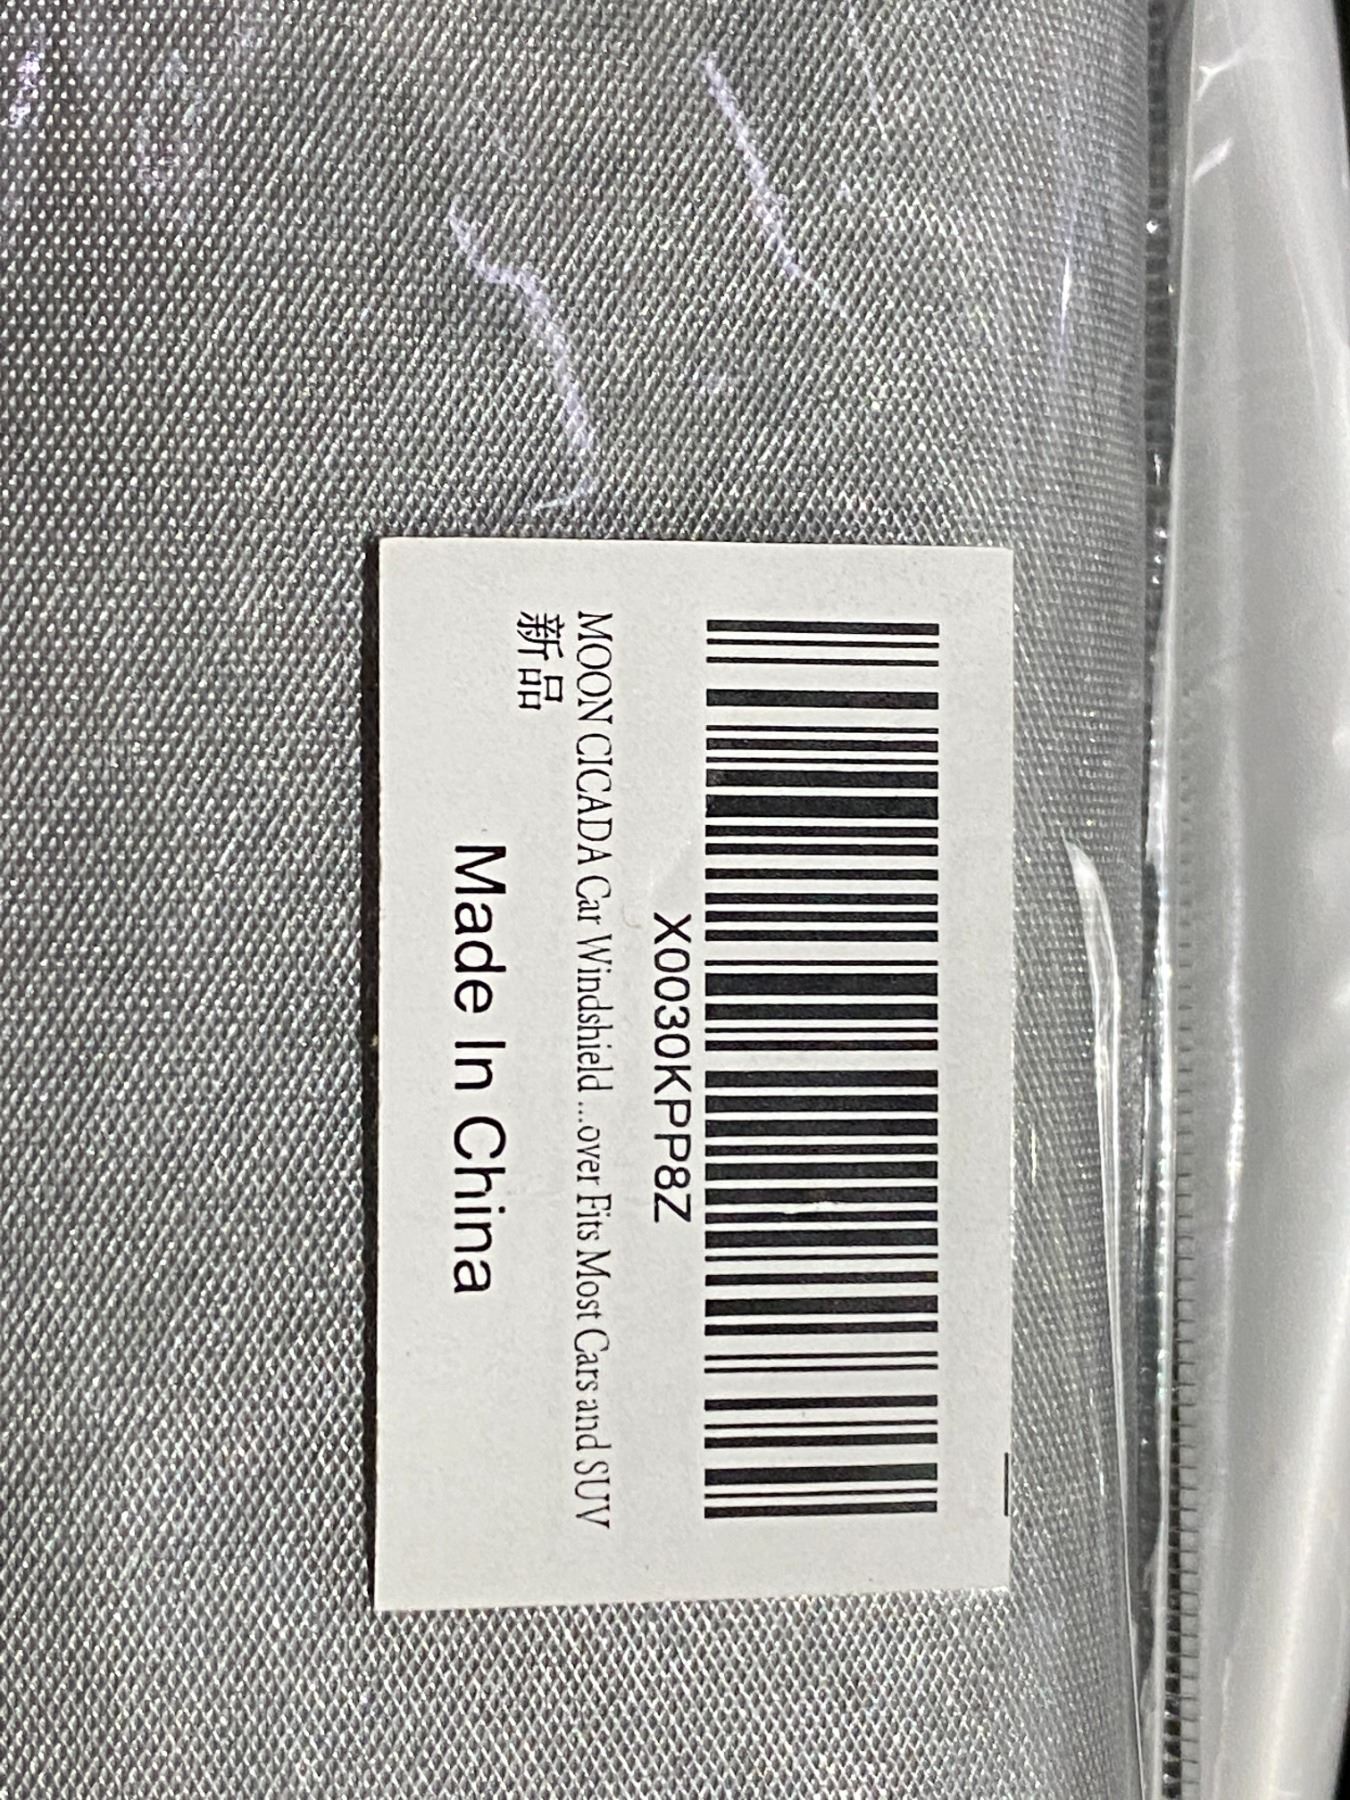 X0030KPP8Z
MOON CICADA Car Windshield ...over Fits Most Cars and SUV
新品
Made In China